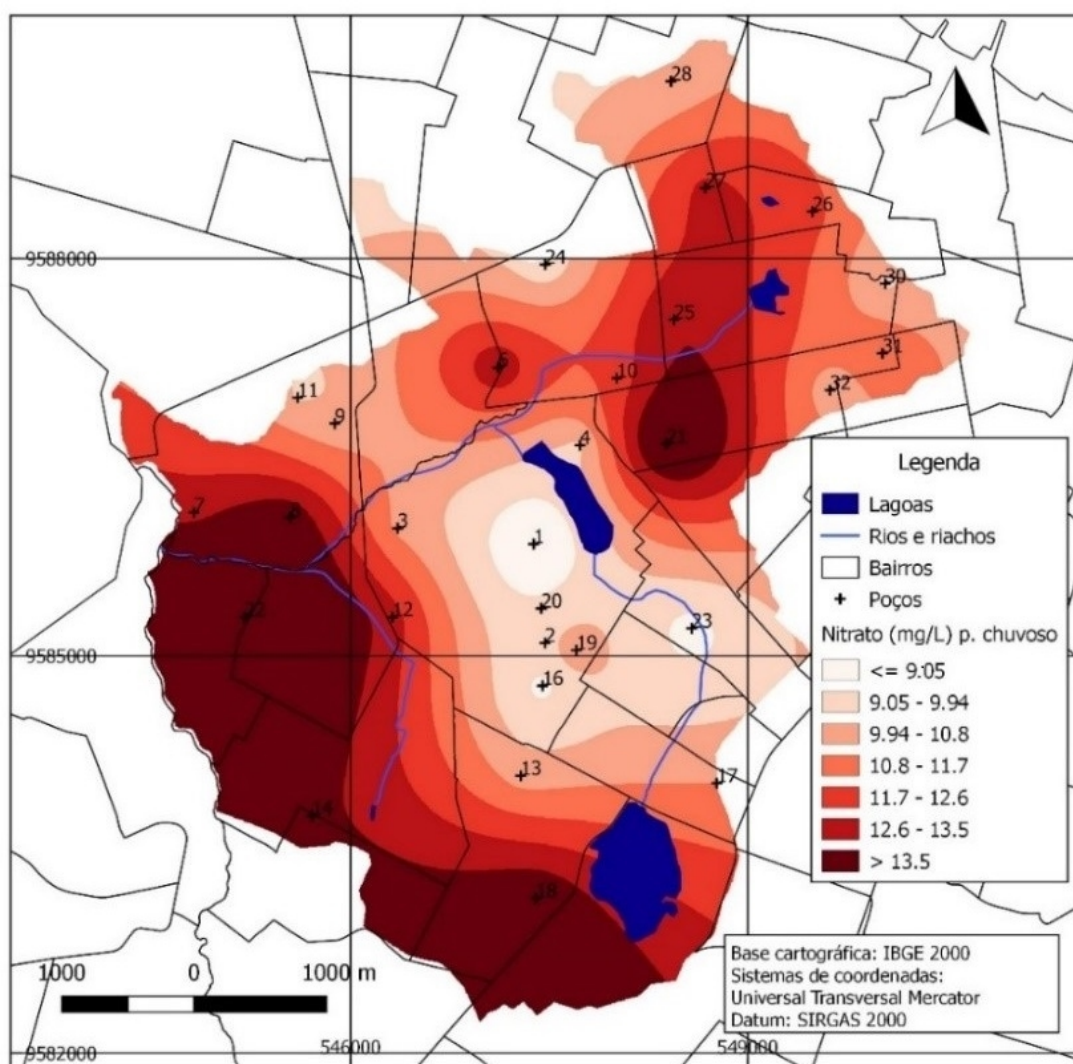 28
27
26
9588000
24
30
25
31
5
10
32
11
9
21
4
Legenda
Lagoas
Rios e riachos
Bairros
Poços
Nitrato (mg/L) p. chuvoso
<= 9.05
9.05 - 9.94
9.94 - 10.8
10.8 - 11.7
11.7 - 12.6
12.6 - 13.5
> 13.5
7
3
1
20
12
23
2
19
9585000
16
13
17
14
18
1000 0 1000 m
Base cartográfica: IBGE 2000
Sistemas de coordenadas:
Universal Transversal Mercator
Datum: SIRGAS 2000
546000
549000
9582000